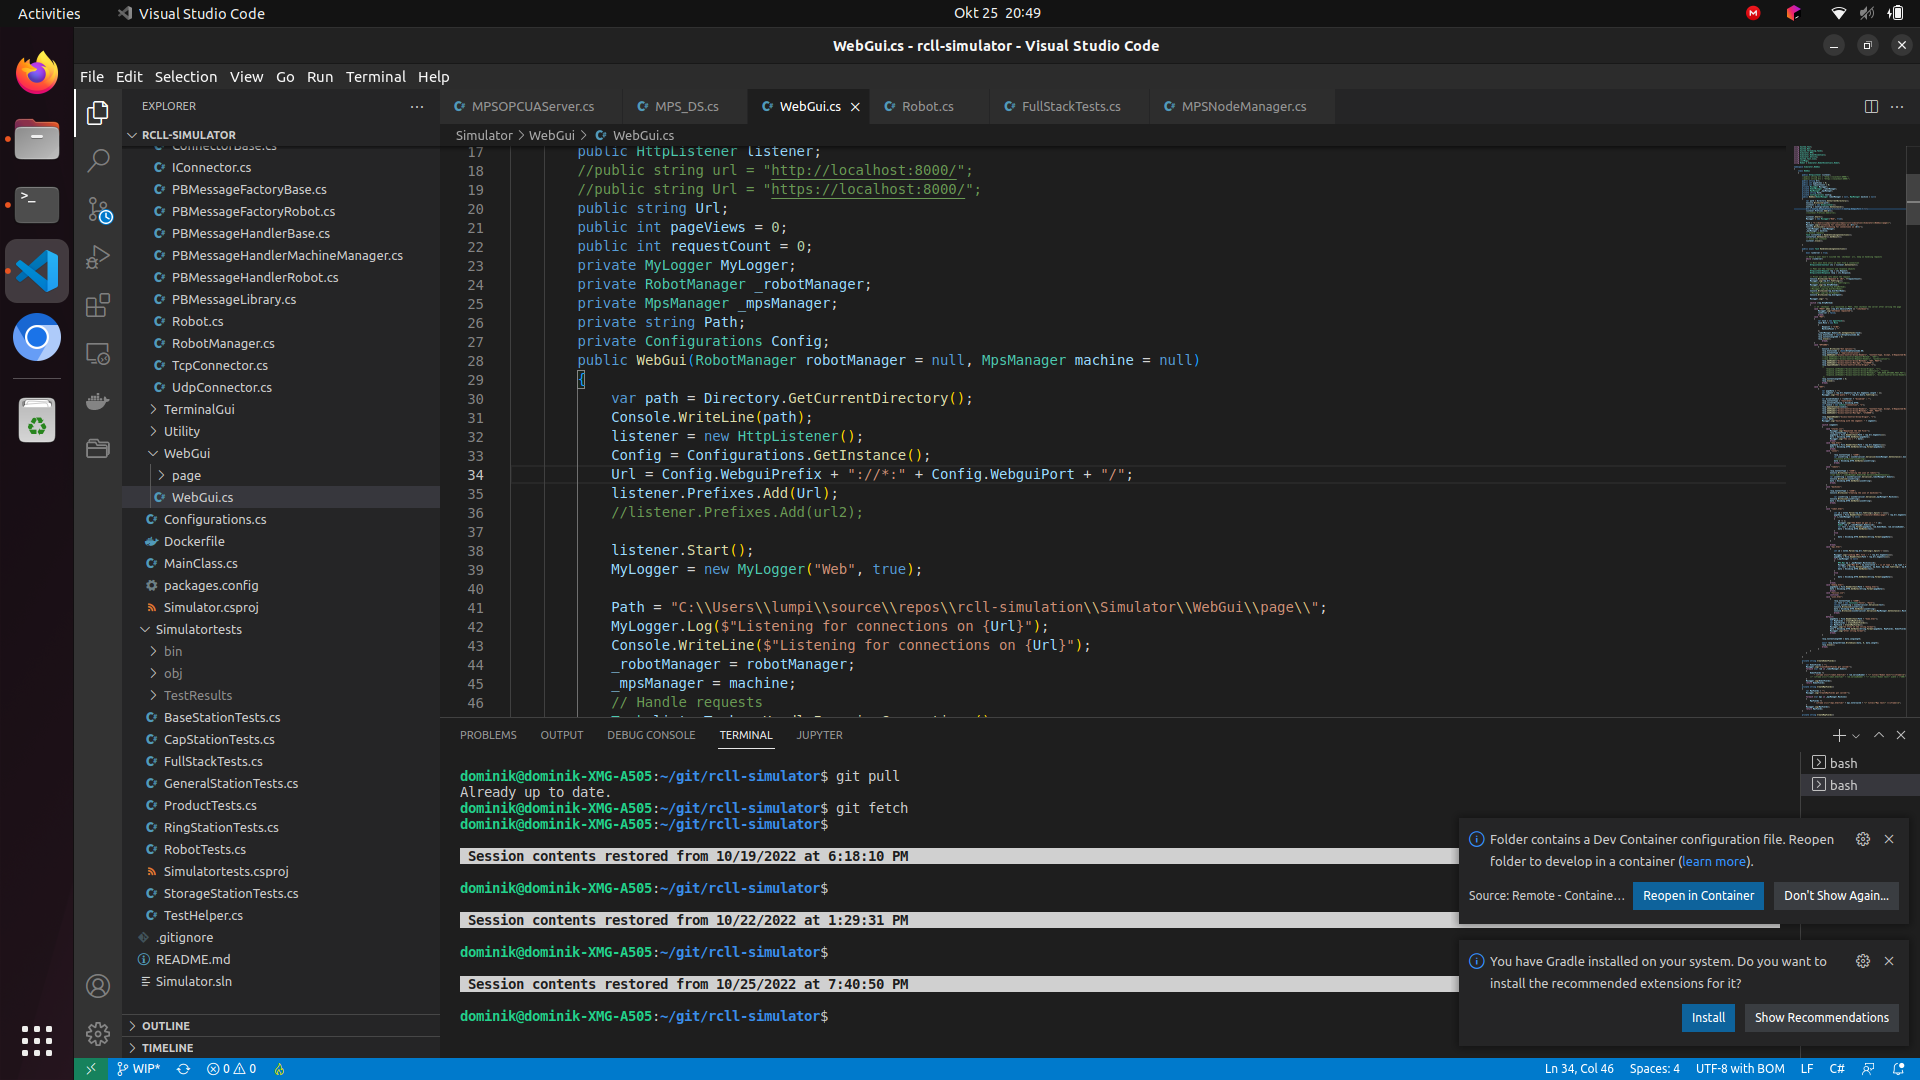 Activities
Visual Studio Code
Okt 25 20:49
WebGui.cs - rcll-simulator - Visual Studio Code
File Edit Selection View Go Run Terminal Help
EXPLORER
RCLL-SIMULATOR
ConnectorBase.cs
IConnector.cs
PBMessageFactoryBase.cs
PBMessageFactoryRobot.cs
PBMessageHandlerBase.cs
PBMessageHandlerMachineManager.cs
PBMessageHandlerRobot.cs
PBMessageLibrary.cs
Robot.cs
RobotManager.cs
TcpConnector.cs
UdpConnector.cs
TerminalGui
Utility
WebGui
page
WebGui.cs
Configurations.cs
Dockerfile
MainClass.cs
packages.config
Simulator.csproj
Simulatortests
bin
obj
TestResults
BaseStationTests.cs
CapStationTests.cs
FullStackTests.cs
GeneralStationTests.cs
ProductTests.cs
RingStationTests.cs
RobotTests.cs
Simulatortests.csproj
StorageStationTests.cs
TestHelper.cs
.gitignore
README.md
Simulator.sln
OUTLINE
TIMELINE
MPSOPCUAServer.cs
MPS_DS.cs
WebGui.cs
Robot.cs
FullStackTests.cs
MPSNodeManager.cs
Simulator > WebGui > WebGui.cs
17 public HttpListener listener;
18 //public string url = "http://localhost:8000/";
19 //public string Url = "https://localhost:8000/";
20 public string Url;
21 public int pageViews = 0;
22 public int requestCount = 0;
23 private MyLogger MyLogger;
24 private RobotManager _robotManager;
25 private MpsManager _mpsManager;
26 private string Path;
27 private Configurations Config;
28 public WebGui(RobotManager robotManager = null, MpsManager machine = null)
29 {
30 var path = Directory.GetCurrentDirectory();
31 Console.WriteLine(path);
32 listener = new HttpListener();
33 Config = Configurations.GetInstance();
34 Url = Config.WebguiPrefix + "://*:" + Config.WebguiPort + "/";
35 listener.Prefixes.Add(Url);
36 //listener.Prefixes.Add(url2);
37
38 listener.Start();
39 MyLogger = new MyLogger("Web", true);
40
41 Path = "C:\\Users\\lumpi\\source\\repos\\rcll-simulation\\Simulator\\WebGui\\page\\";
42 MyLogger.Log($"Listening for connections on {Url}");
43 Console.WriteLine($"Listening for connections on {Url}");
44 _robotManager = robotManager;
45 _mpsManager = machine;
46 // Handle requests
PROBLEMS OUTPUT DEBUG CONSOLE TERMINAL JUPYTER
dominik@dominik-XMG-A505:~/git/rcll-simulator$ git pull
Already up to date.
dominik@dominik-XMG-A505:~/git/rcll-simulator$ git fetch
dominik@dominik-XMG-A505:~/git/rcll-simulator$
Session contents restored from 10/19/2022 at 6:18:10 PM
dominik@dominik-XMG-A505:~/git/rcll-simulator$
Session contents restored from 10/22/2022 at 1:29:31 PM
dominik@dominik-XMG-A505:~/git/rcll-simulator$
Session contents restored from 10/25/2022 at 7:40:50 PM
dominik@dominik-XMG-A505:~/git/rcll-simulator$
bash
bash
Folder contains a Dev Container configuration file. Reopen
folder to develop in a container (learn more).
Source: Remote - Containe...
Reopen in Container
Don't Show Again...
You have Gradle installed on your system. Do you want to
install the recommended extensions for it?
Install
Show Recommendations
WIP*
0 0
Ln 34, Col 46
Spaces: 4
UTF-8 with BOM
LF
C#